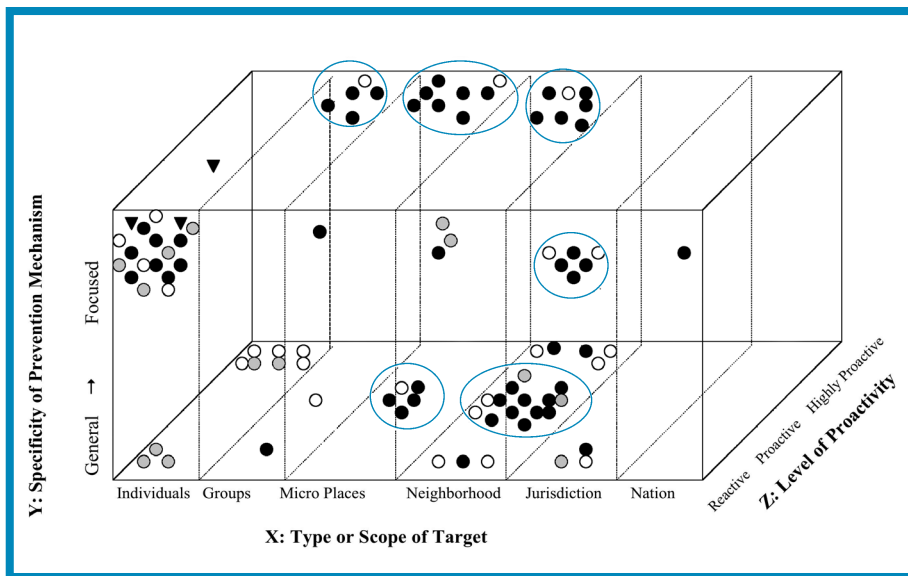 Y: Specificity of Prevention Mechanism
General → Focused
Individuals Groups Micro Places Neighborhood Jurisdiction Nation
X: Type or Scope of Target
Reactive Proactive Highly Proactive
Z: Level of Proactivity